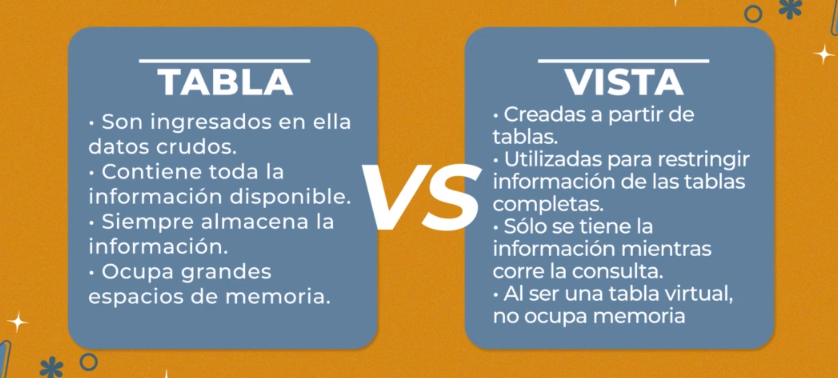 TABLA
• Son ingresados en ella
datos crudos.
• Contiene toda la
información disponible.
• Siempre almacena la
información.
• Ocupa grandes
espacios de memoria.
VS
VISTA
• Creadas a partir de
tablas.
• Utilizadas para restringir
información de las tablas
completas.
• Sólo se tiene la
información mientras
corre la consulta.
• Al ser una tabla virtual,
no ocupa memoria